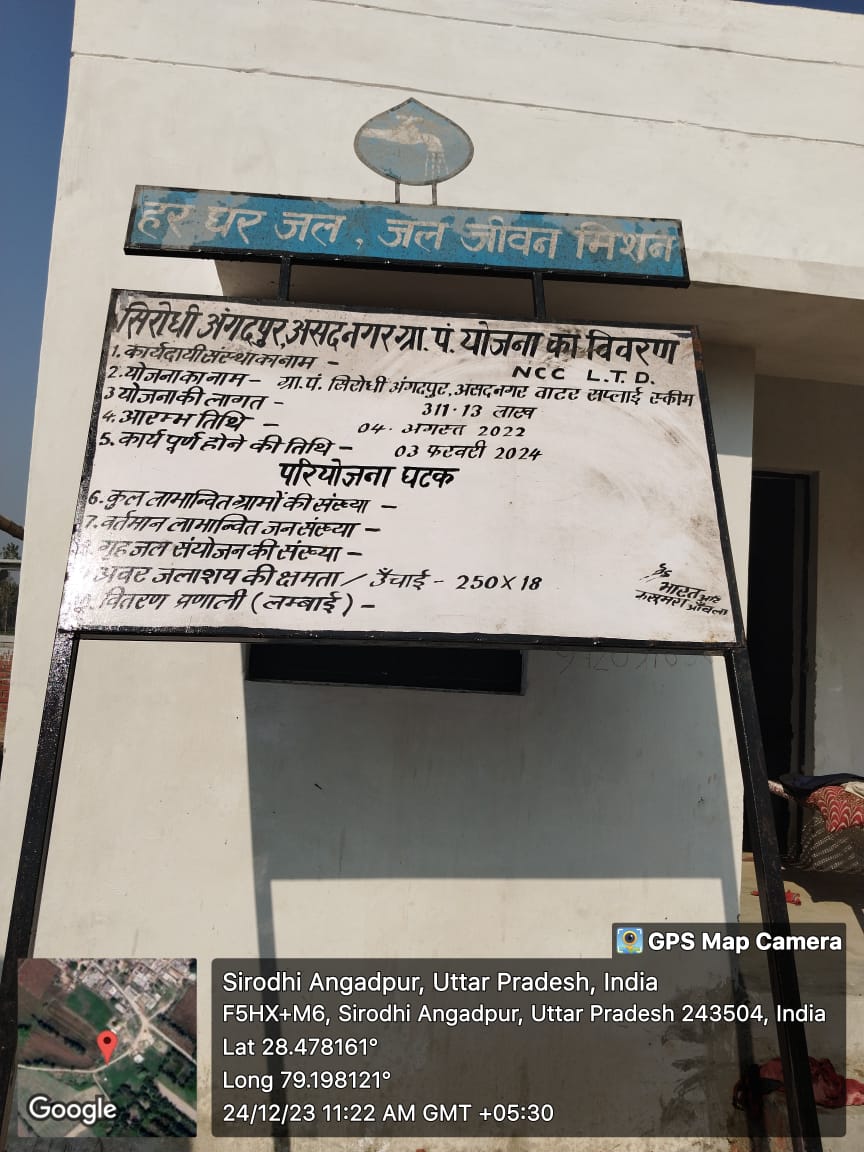 हर घर जल, जल जीवन मिशन
सिरोधी अंगदपुर,असदनगर ग्रा. पं. योजना का विवरण
1. कार्यदायी संस्था का नाम - NCC L.T.D.
2. योजना का नाम - ग्रा.पं. सिरोधी अंगदपुर, असदनगर वाटर सप्लाई स्कीम
3 योजना की लागत - 311.13 लाख
4. आरम्भ तिथि - 04. अगस्त 2022
5. कार्य पूर्ण होने की तिथि - 03 फरवरी 2024
परियोजना घटक
6. कुल लाभान्वित ग्रामों की संख्या -
7. वर्तमान लाभान्वित जन संख्या -
गृह जल संयोजन की संख्या -
अवर जलाशय की क्षमता / उँचाई - 250X18
वितरण प्रणाली (लम्बाई) -
भारत आर्ट
आँवला
GPS Map Camera
Sirodhi Angadpur, Uttar Pradesh, India
F5HX+M6, Sirodhi Angadpur, Uttar Pradesh 243504, India
Lat 28.478161°
Long 79.198121°
24/12/23 11:22 AM GMT +05:30
Google